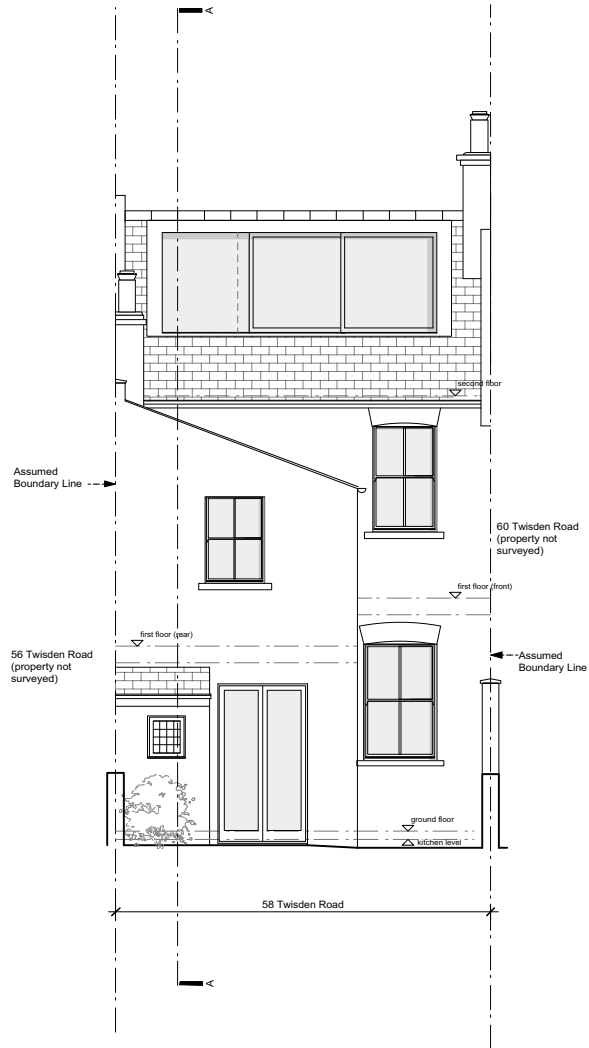 A
second floor
Assumed
Boundary Line
60 Twisden Road
(property not
surveyed)
first floor (front)
first floor (rear)
56 Twisden Road
(property not
surveyed)
Assumed
Boundary Line
ground floor
kitchen level
58 Twisden Road
A